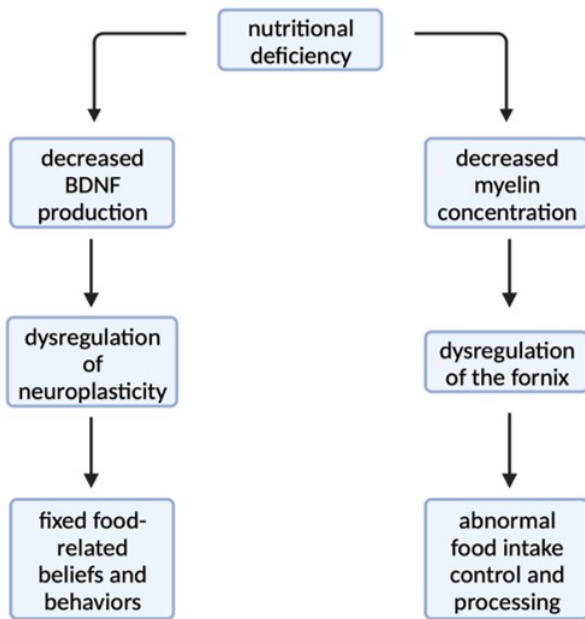 nutritional
deficiency
decreased
BDNF
production
decreased
myelin
concentration
dysregulation
of
neuroplasticity
dysregulation
of the fornix
fixed food-
related
beliefs and
behaviors
abnormal
food intake
control and
processing